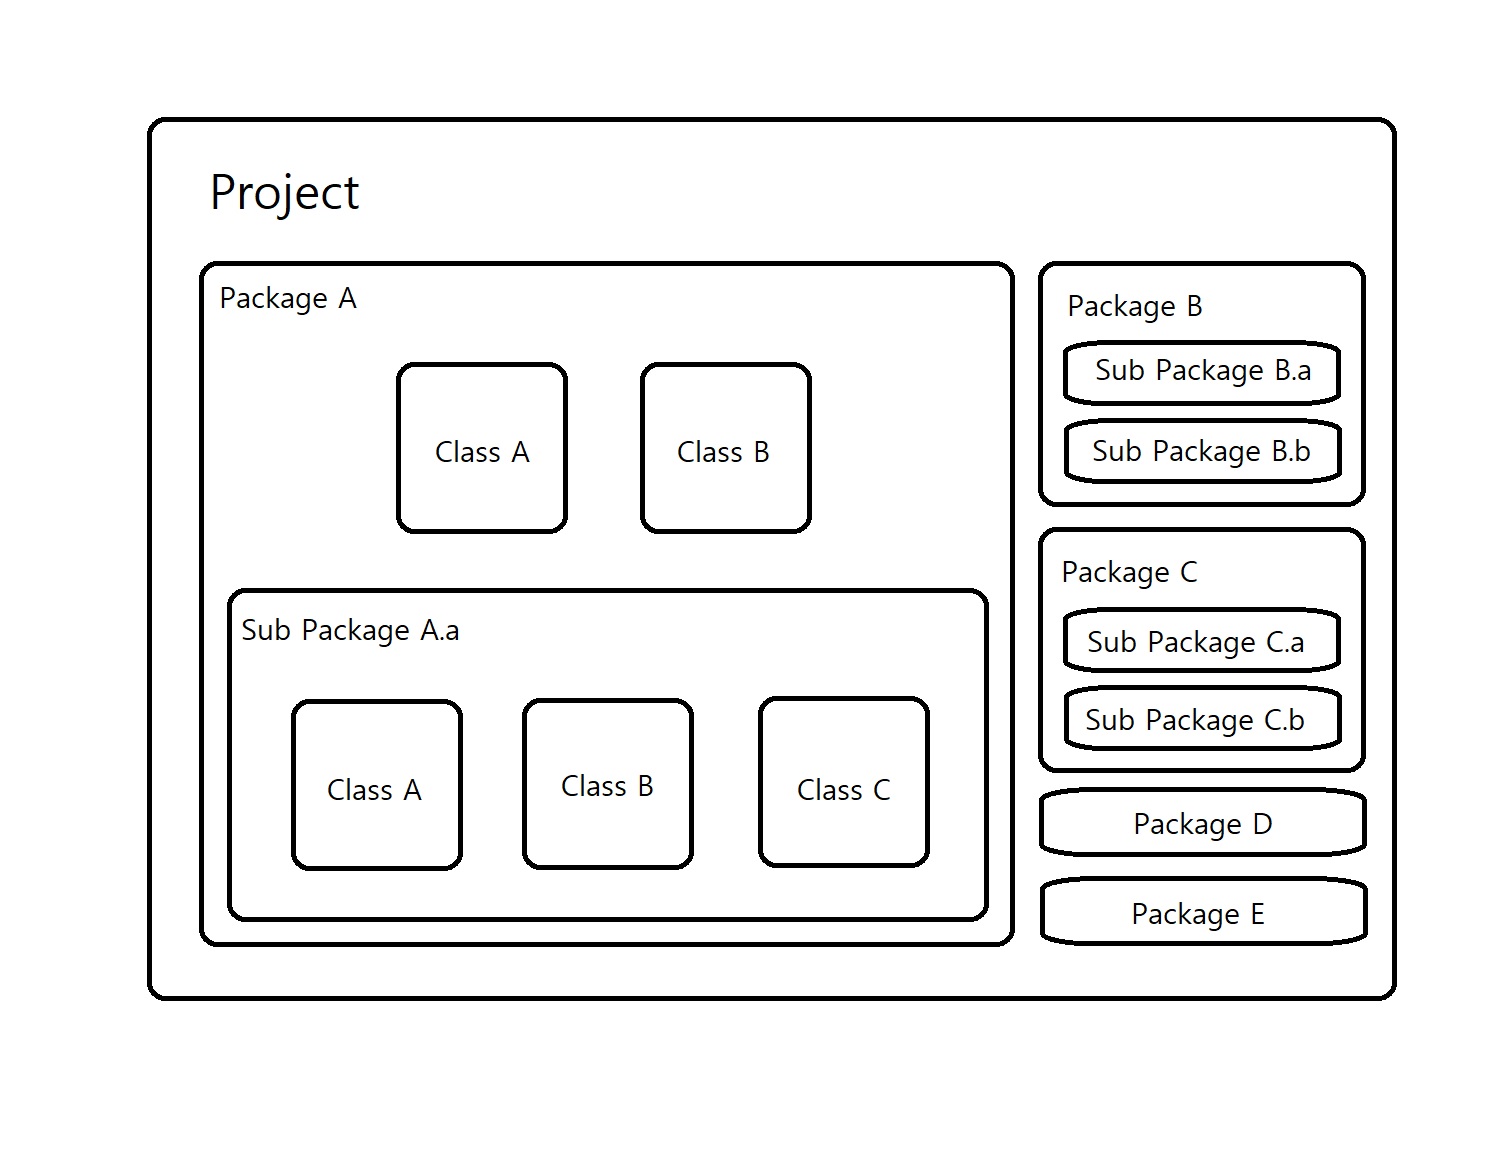 Project
Package A
Class A
Class B
Sub Package A.a
Class A
Class B
Class C
Package B
Sub Package B.a
Sub Package B.b
Package C
Sub Package C.a
Sub Package C.b
Package D
Package E